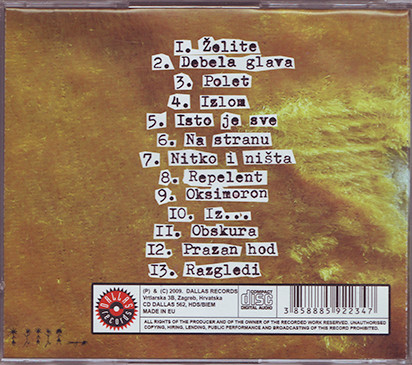 1. Želite
2. Debela glava
3. Polet
4. Izlom
5. Isto je sve
6. Na stranu
7. Nitko i ništa
8. Repelent
9. Oksimoron
10. Iz...
11. Obskura
12. Prazan hod
13. Razgledi
DALLAS
RECORDS
(P) & (C) 2009. DALLAS RECORDS
Vrtlarska 3B, Zagreb, Hrvatska
CD DALLAS 562, HDS/BIEM
MADE IN EU
COMPACT
disc
DIGITAL AUDIO
3 858885 922347
ALL RIGHTS OF THE PRODUCER AND OF THE OWNER OF THE RECORDED WORK RESERVED. UNAUTHORISED
COPYING, HIRING, LENDING, PUBLIC PERFORMANCE AND BROADCASTING OF THIS RECORD PROHIBITED.